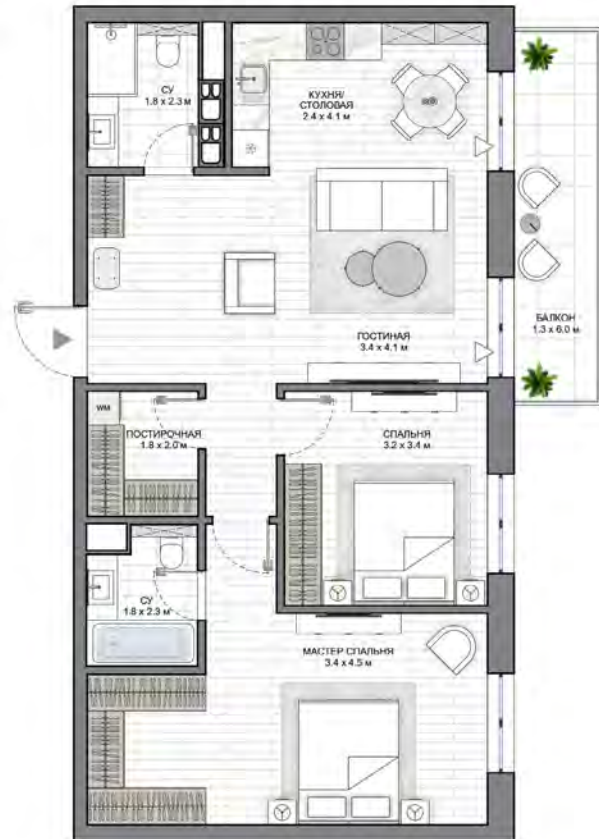 СУ
1.8 x 2.3 м
КУХНЯ/
СТОЛОВАЯ
2.4 x 4.1 м
БАЛКОН
1.3 x 6.0 м
ГОСТИНАЯ
3.4 x 4.1 м
WM
ПОСТИРОЧНАЯ
1.8 x 2.0 м
СПАЛЬНЯ
3.2 x 3.4 м
СУ
1.8 x 2.3 м
МАСТЕР СПАЛЬНЯ
3.4 x 4.5 м